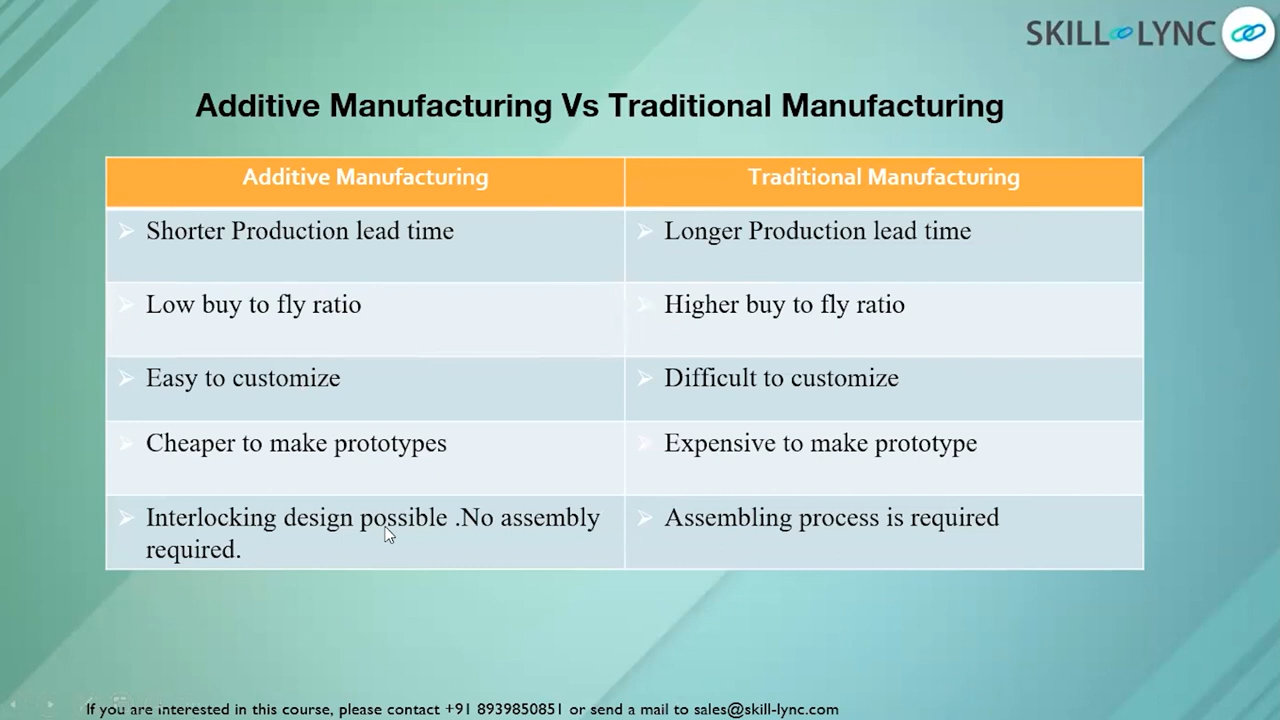 SKILL LYNC
Additive Manufacturing Vs Traditional Manufacturing
Additive Manufacturing
Traditional Manufacturing
Shorter Production lead time
Longer Production lead time
Low buy to fly ratio
Higher buy to fly ratio
Easy to customize
Difficult to customize
Cheaper to make prototypes
Expensive to make prototype
Interlocking design possible .No assembly
required.
Assembling process is required
If you are interested in this course, please contact +91 8939850851 or send a mail to sales@skill-lync.com